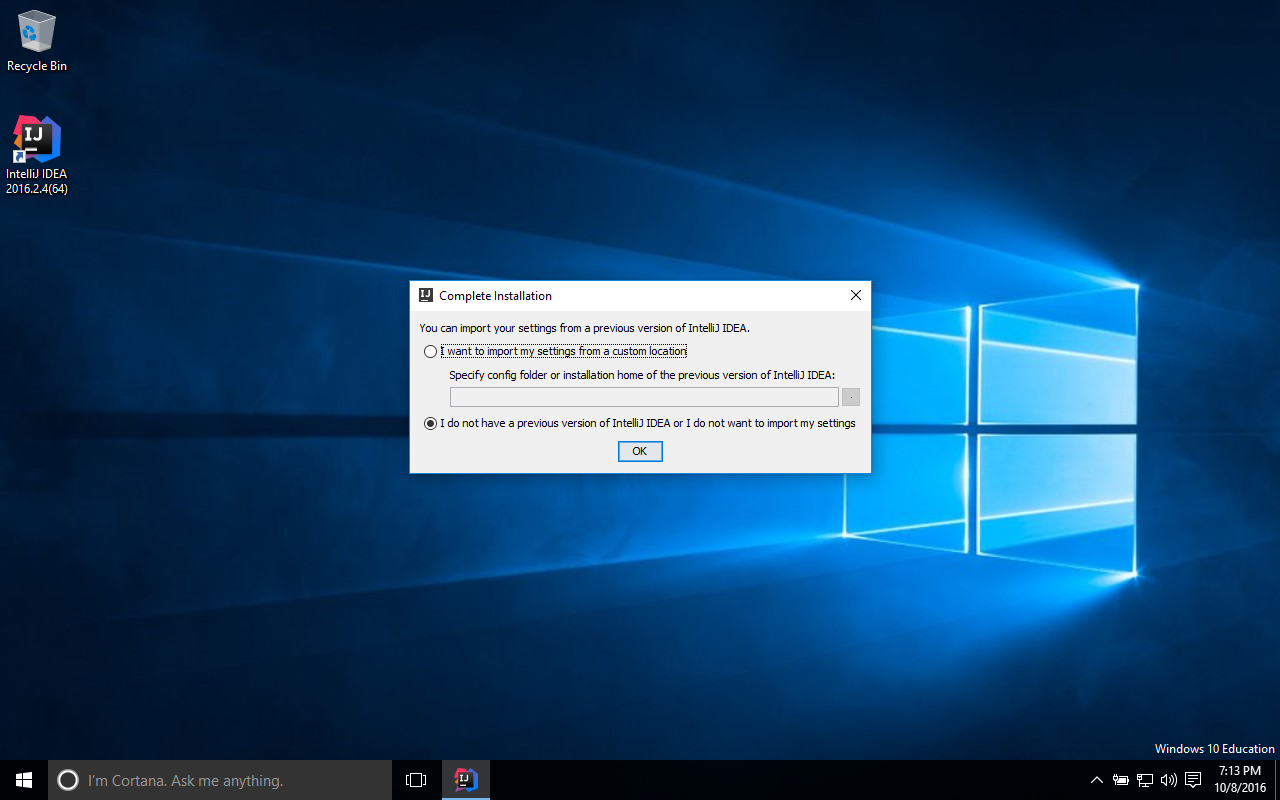 Recycle Bin
IJ
IntelliJ IDEA
2016.2.4(64)
IJ Complete Installation
You can import your settings from a previous version of IntelliJ IDEA.
I want to import my settings from a custom location
Specify config folder or installation home of the previous version of IntelliJ IDEA:
.
I do not have a previous version of IntelliJ IDEA or I do not want to import my settings
OK
Windows 10 Education
I'm Cortana. Ask me anything.
IJ
7:13 PM
10/8/2016